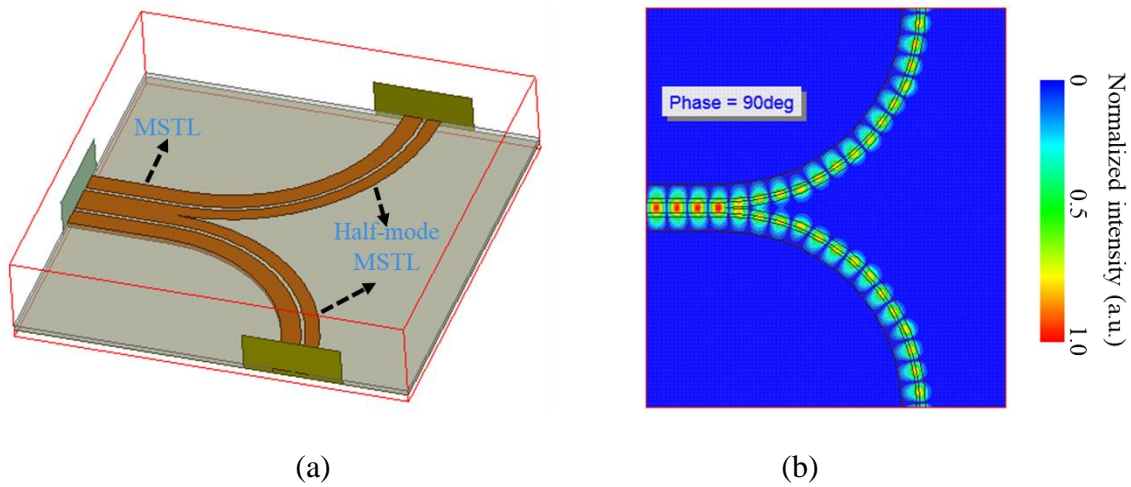 MSTL
Half-mode
MSTL
Phase = 90deg
0
0.5
1.0
Normalized intensity (a.u.)
(a)
(b)